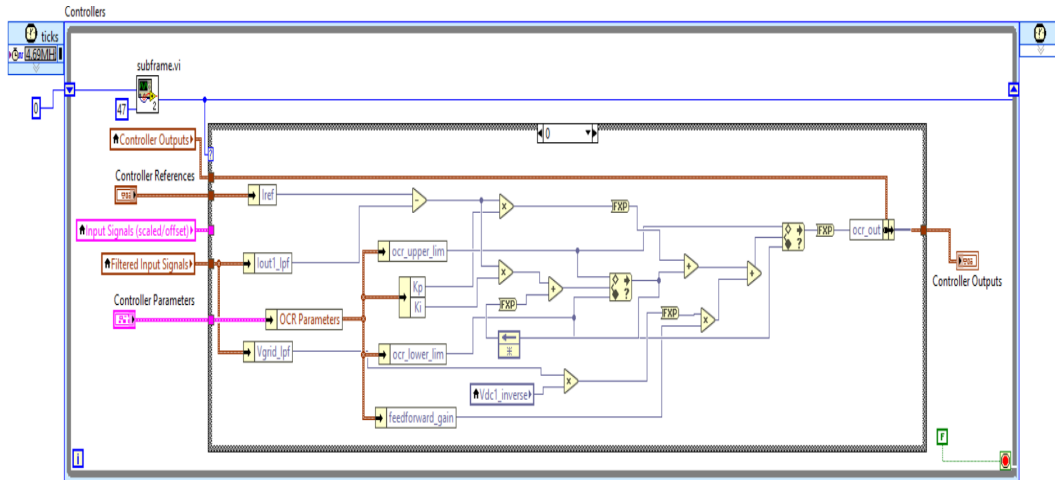 Controllers
ticks
4.69MH
subframe.vi
2
0
47
Controller Outputs
0
Controller References
Iref
FXP
FXP
ocr_out
Input Signals (scaled/offset)
ocr_upper_lim
Filtered Input Signals
Iout1_lpf
Kp
Ki
FXP
FXP
Controller Outputs
Controller Parameters
OCR Parameters
Vgrid_lpf
ocr_lower_lim
Vdc1_inverse
feedforward_gain
F
i